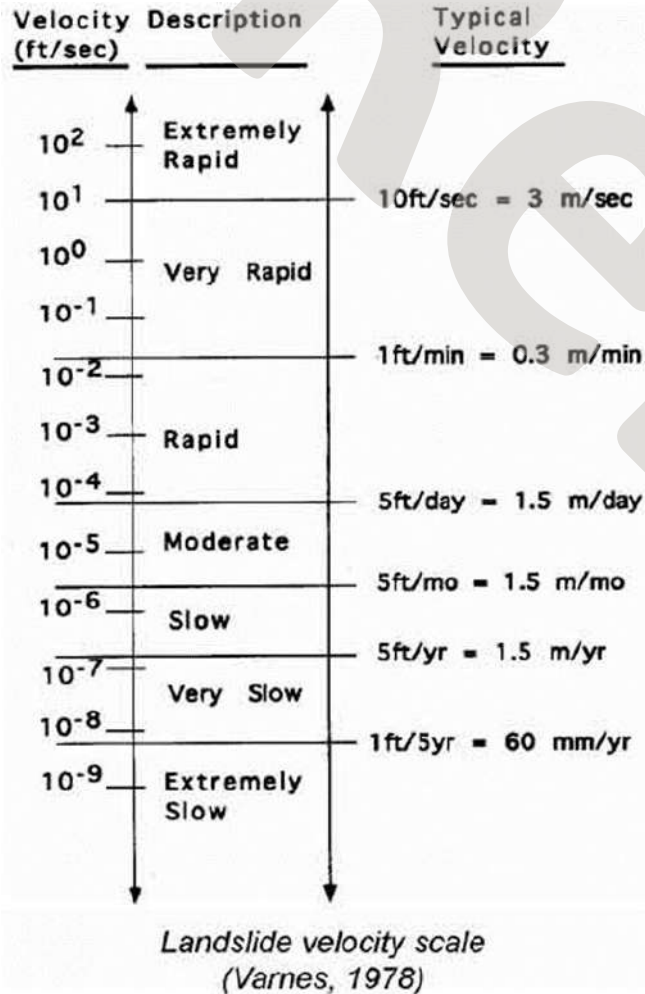 Velocity Description Typical
(ft/sec) Velocity
Extremely
10² Rapid
10¹ 10ft/sec = 3 m/sec
10⁰
Very Rapid
10⁻¹
1ft/min = 0.3 m/min
10⁻²
10⁻³ Rapid
10⁻⁴
5ft/day = 1.5 m/day
10⁻⁵ Moderate
5ft/mo = 1.5 m/mo
10⁻⁶
Slow
5ft/yr = 1.5 m/yr
10⁻⁷
Very Slow
10⁻⁸
1ft/5yr = 60 mm/yr
10⁻⁹ Extremely
Slow
Landslide velocity scale
(Varnes, 1978)